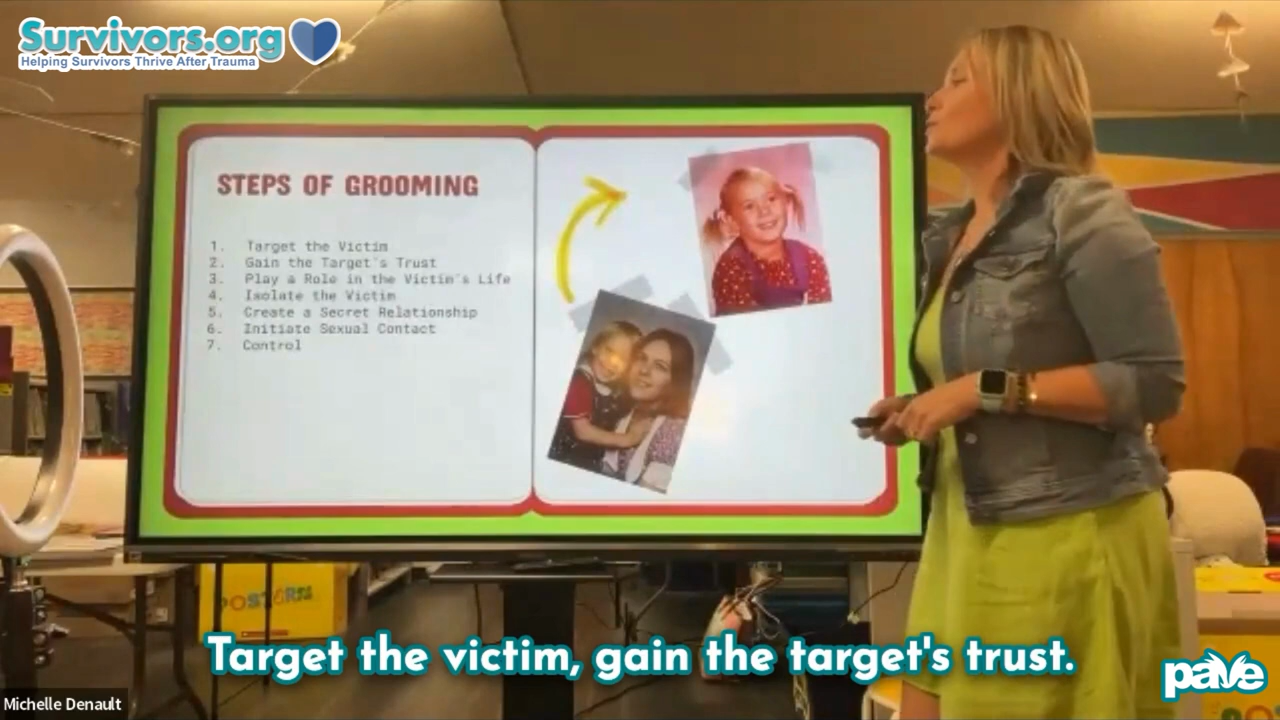 Survivors.org
Helping Survivors Thrive After Trauma
STEPS OF GROOMING
1. Target the Victim
2. Gain the Target's Trust
3. Play a Role in the Victim's Life
4. Isolate the Victim
5. Create a Secret Relationship
6. Initiate Sexual Contact
7. Control
POSTERS
Target the victim, gain the target's trust.
Michelle Denault
pave